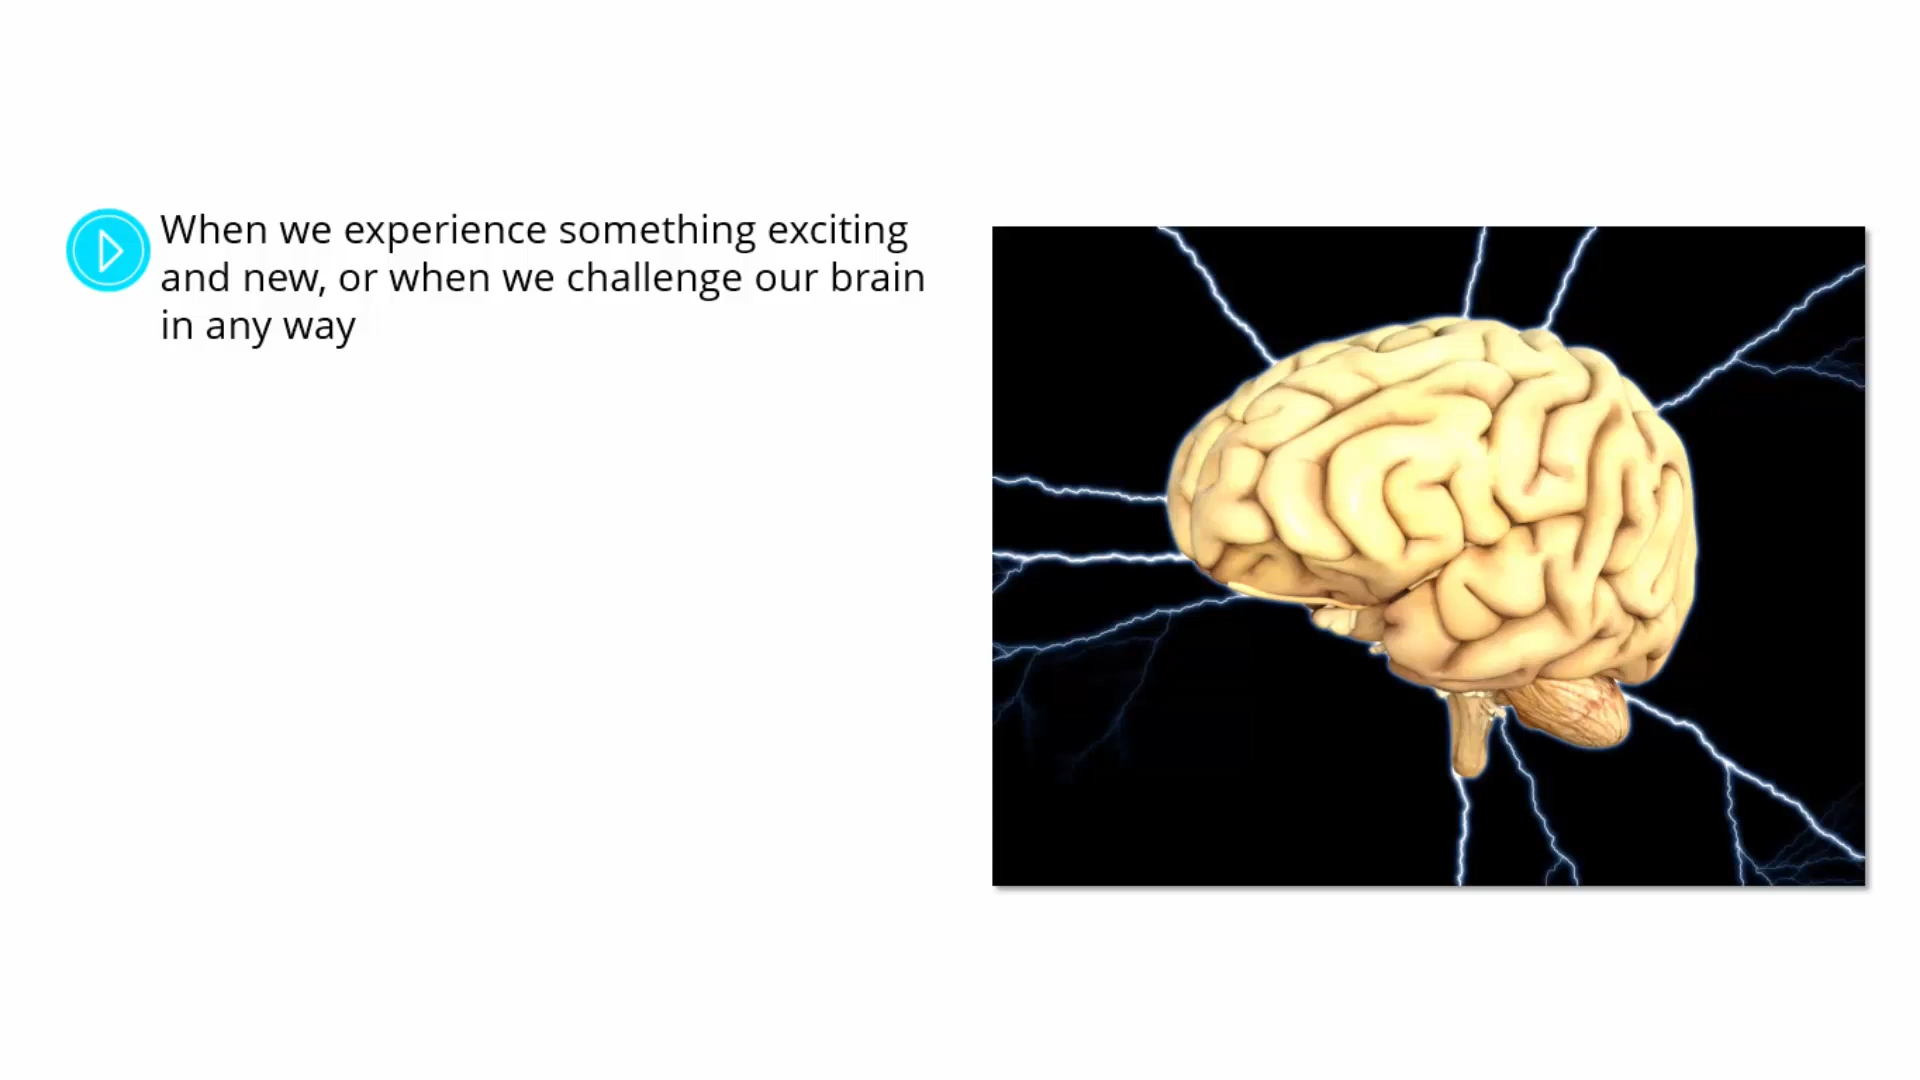 When we experience something exciting
and new, or when we challenge our brain
in any way